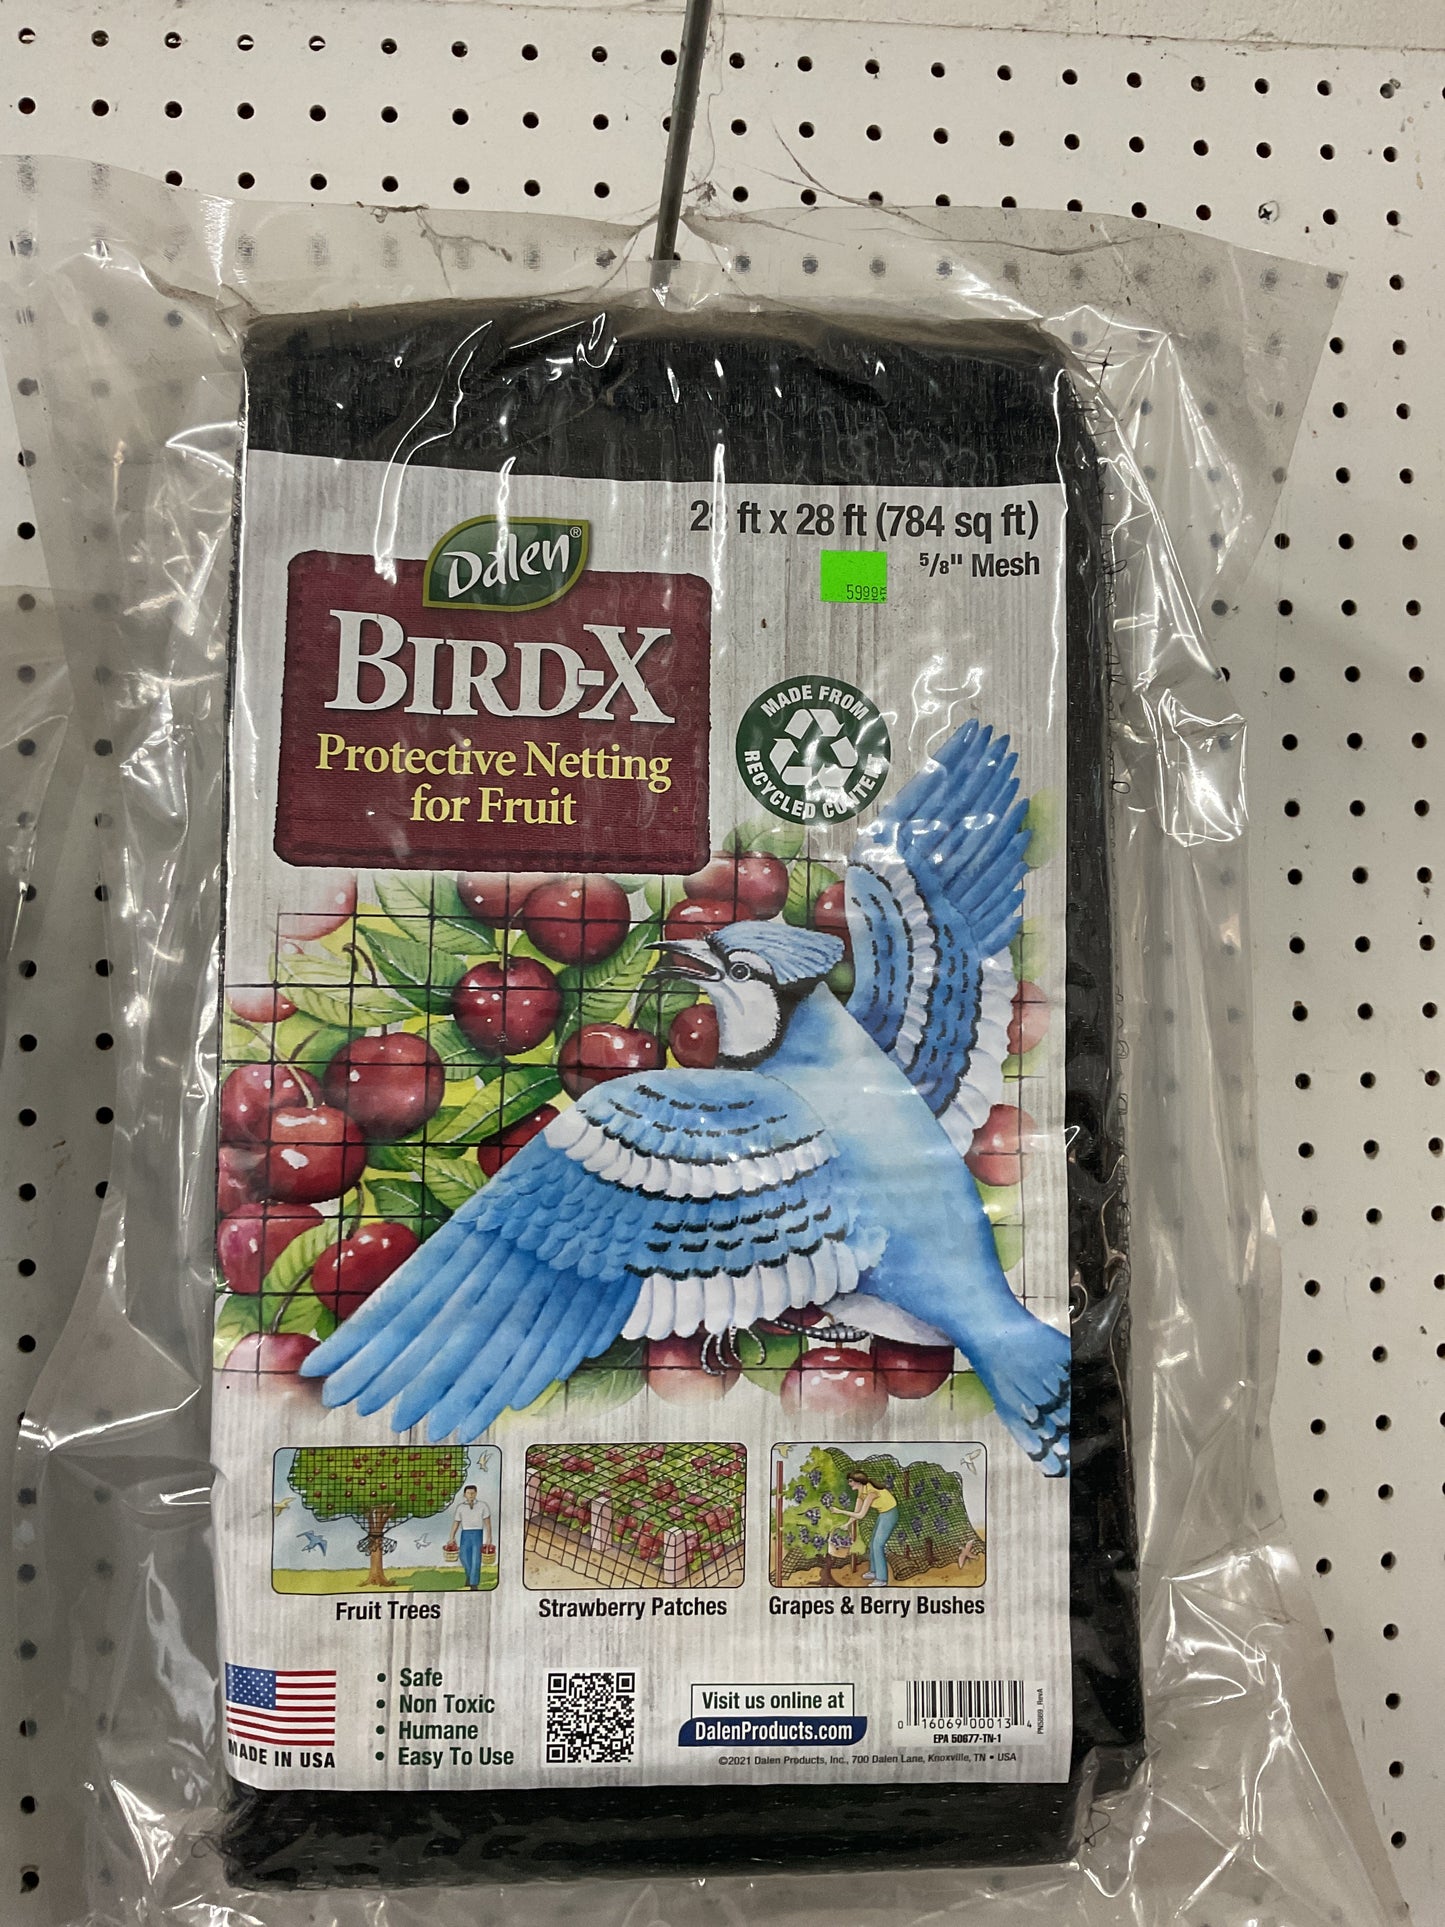 28 ft x 28 ft (784 sq ft)
5/8" Mesh
5999
Dalen®
BIRD-X
Protective Netting
for Fruit
MADE FROM
RECYCLED CONTENT
Fruit Trees
Strawberry Patches
Grapes & Berry Bushes
MADE IN USA
• Safe
• Non Toxic
• Humane
• Easy To Use
Visit us online at
DalenProducts.com
0 16069 00013 4
EPA 50677-TN-1
PN5869_RevA
©2021 Dalen Products, Inc., 700 Dalen Lane, Knoxville, TN • USA